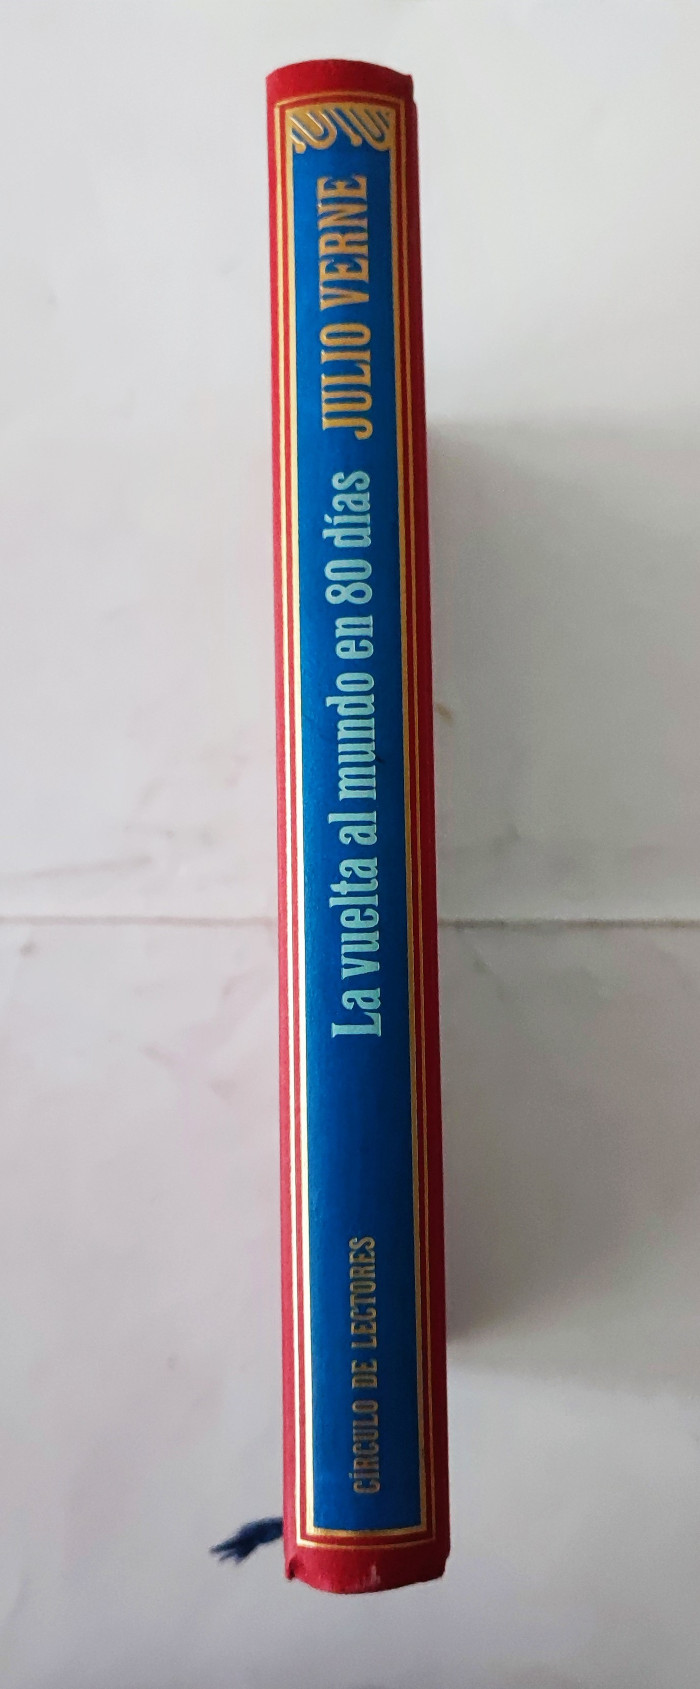 CÍRCULO DE LECTORES La vuelta al mundo en 80 días JULIO VERNE